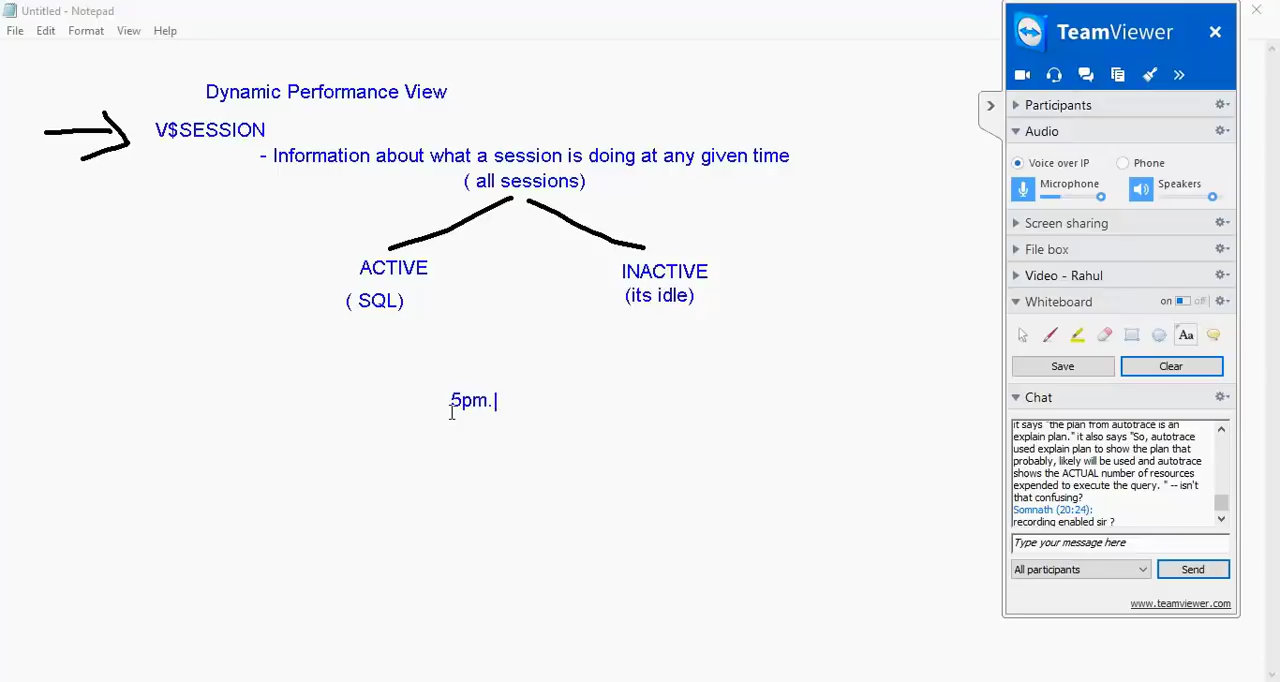 Untitled - Notepad
File Edit Format View Help
Dynamic Performance View
V$SESSION
- Information about what a session is doing at any given time
( all sessions)
ACTIVE
INACTIVE
( SQL)
(its idle)
5pm.
TeamViewer
Participants
Audio
Voice over IP Phone
Microphone Speakers
Screen sharing
File box
Video - Rahul
Whiteboard on off
Aa
Save Clear
Chat
it says "the plan from autotrace is an
explain plan." it also says "So, autotrace
used explain plan to show the plan that
probably, likely will be used and autotrace
shows the ACTUAL number of resources
expended to execute the query. " -- isn't
that confusing?
Somnath (20:24):
recording enabled sir ?
Type your message here
All participants Send
www.teamviewer.com